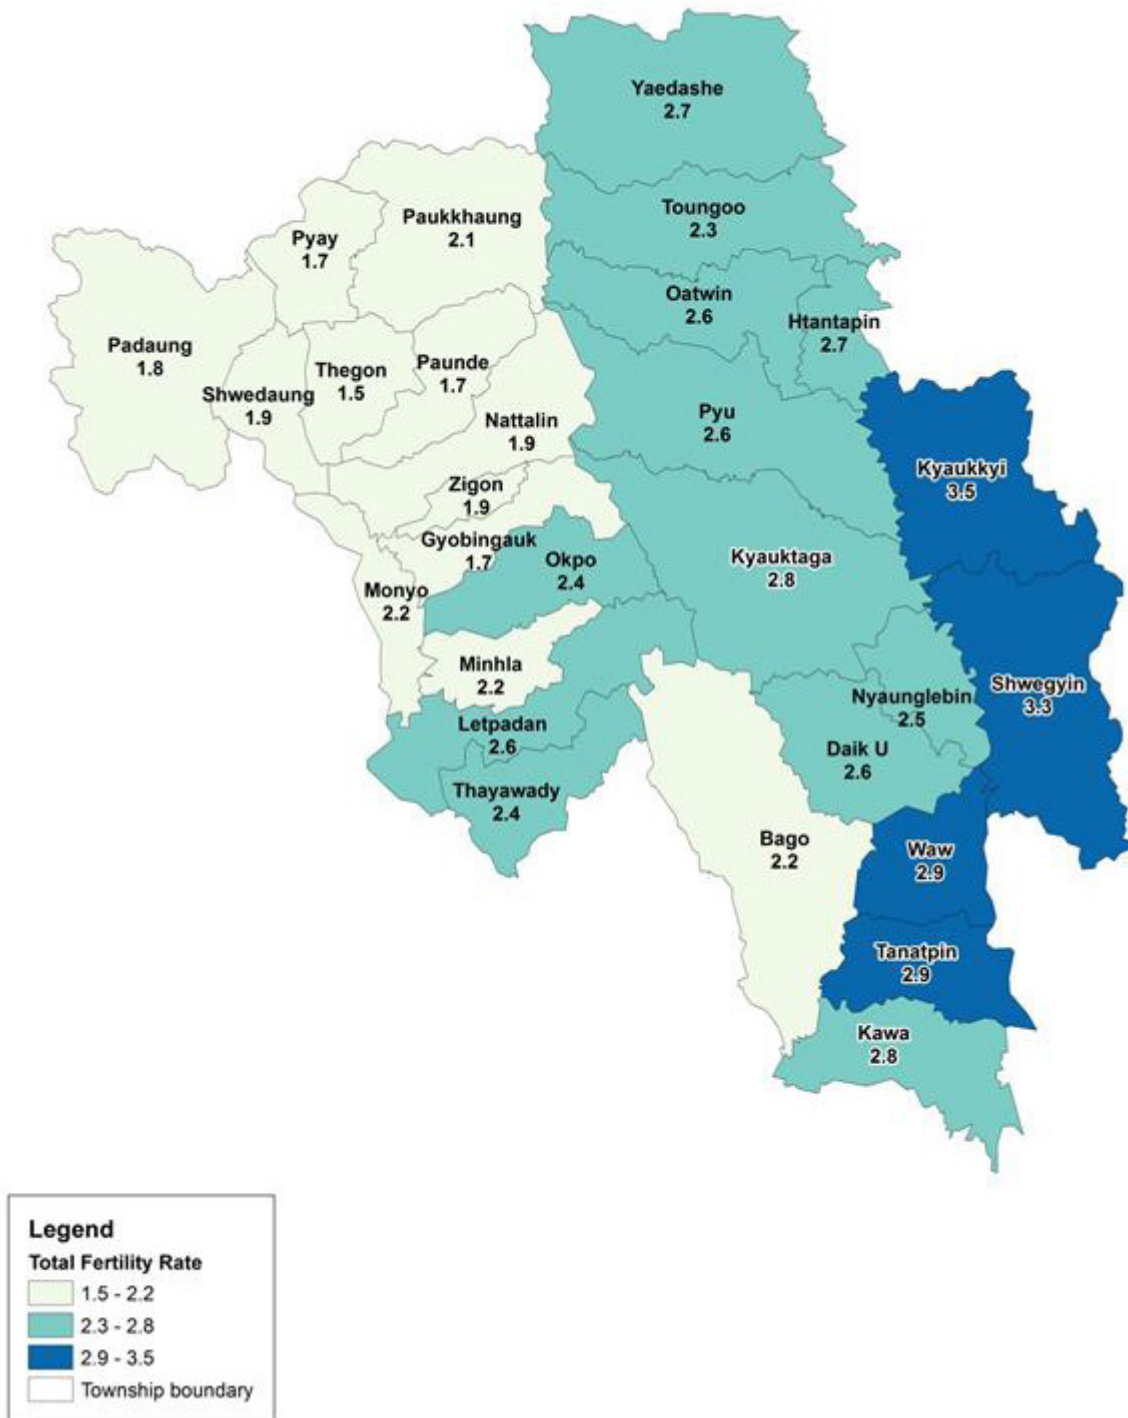 Yaedashe
2.7
Toungoo
2.3
Paukkhaung
2.1
Pyay
1.7
Oatwin
2.6
Htantapin
2.7
Padaung
1.8
Shwedaung
1.9
Thegon
1.5
Paunde
1.7
Nattalin
1.9
Pyu
2.6
Kyaukkyi
3.5
Zigon
1.9
Gyobingauk
1.7
Okpo
2.4
Kyauktaga
2.8
Monyo
2.2
Minhla
2.2
Shwegyin
3.3
Nyaunglebin
2.5
Letpadan
2.6
Daik U
2.6
Thayawady
2.4
Bago
2.2
Waw
2.9
Tanatpin
2.9
Kawa
2.8
Legend
Total Fertility Rate
1.5 - 2.2
2.3 - 2.8
2.9 - 3.5
Township boundary